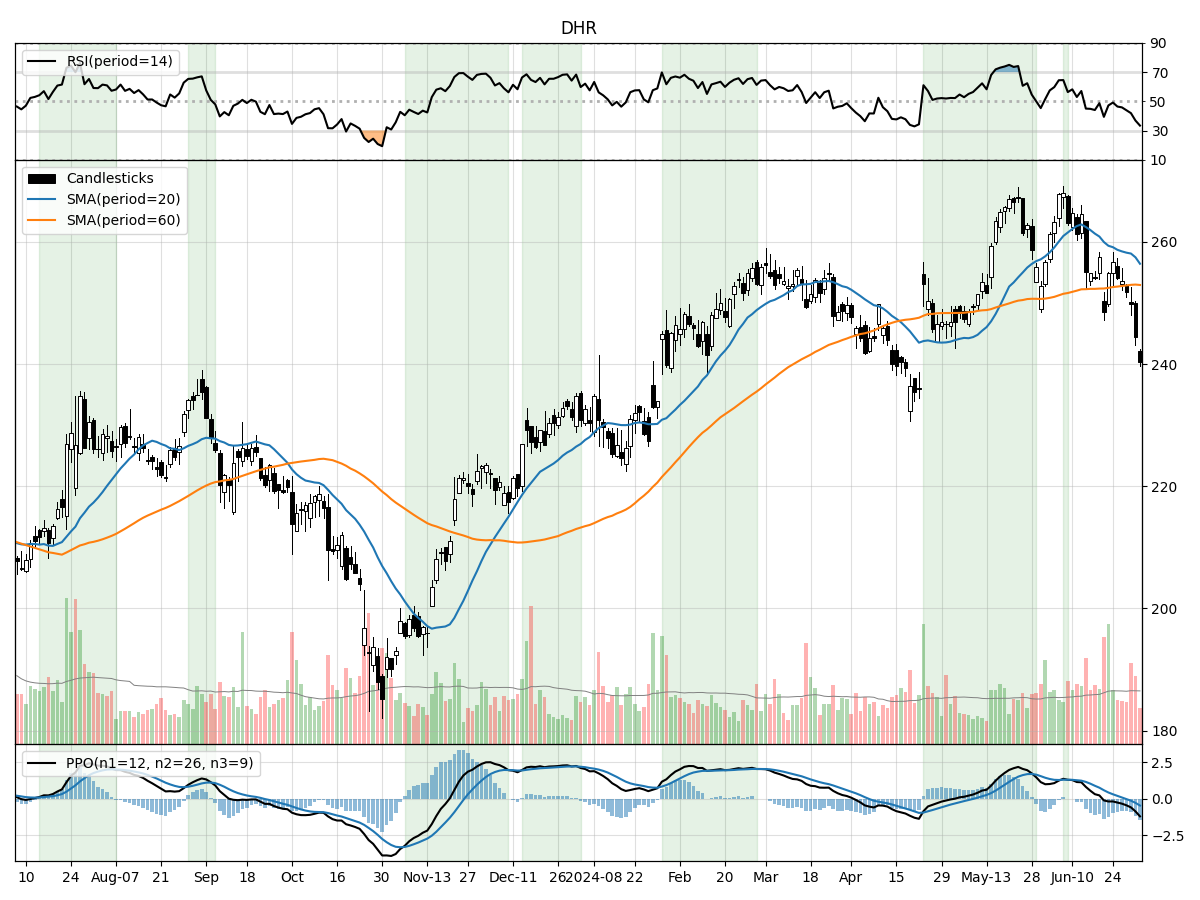 DHR
RSI(period=14)
90
70
50
30
10
Candlesticks
SMA(period=20)
SMA(period=60)
260
240
220
200
180
PPO(n1=12, n2=26, n3=9)
2.5
0.0
−2.5
10 24 Aug-07 21 Sep 18 Oct 16 30 Nov-13 27 Dec-11 26 2024-08 22 Feb 20 Mar 18 Apr 15 29 May-13 28 Jun-10 24